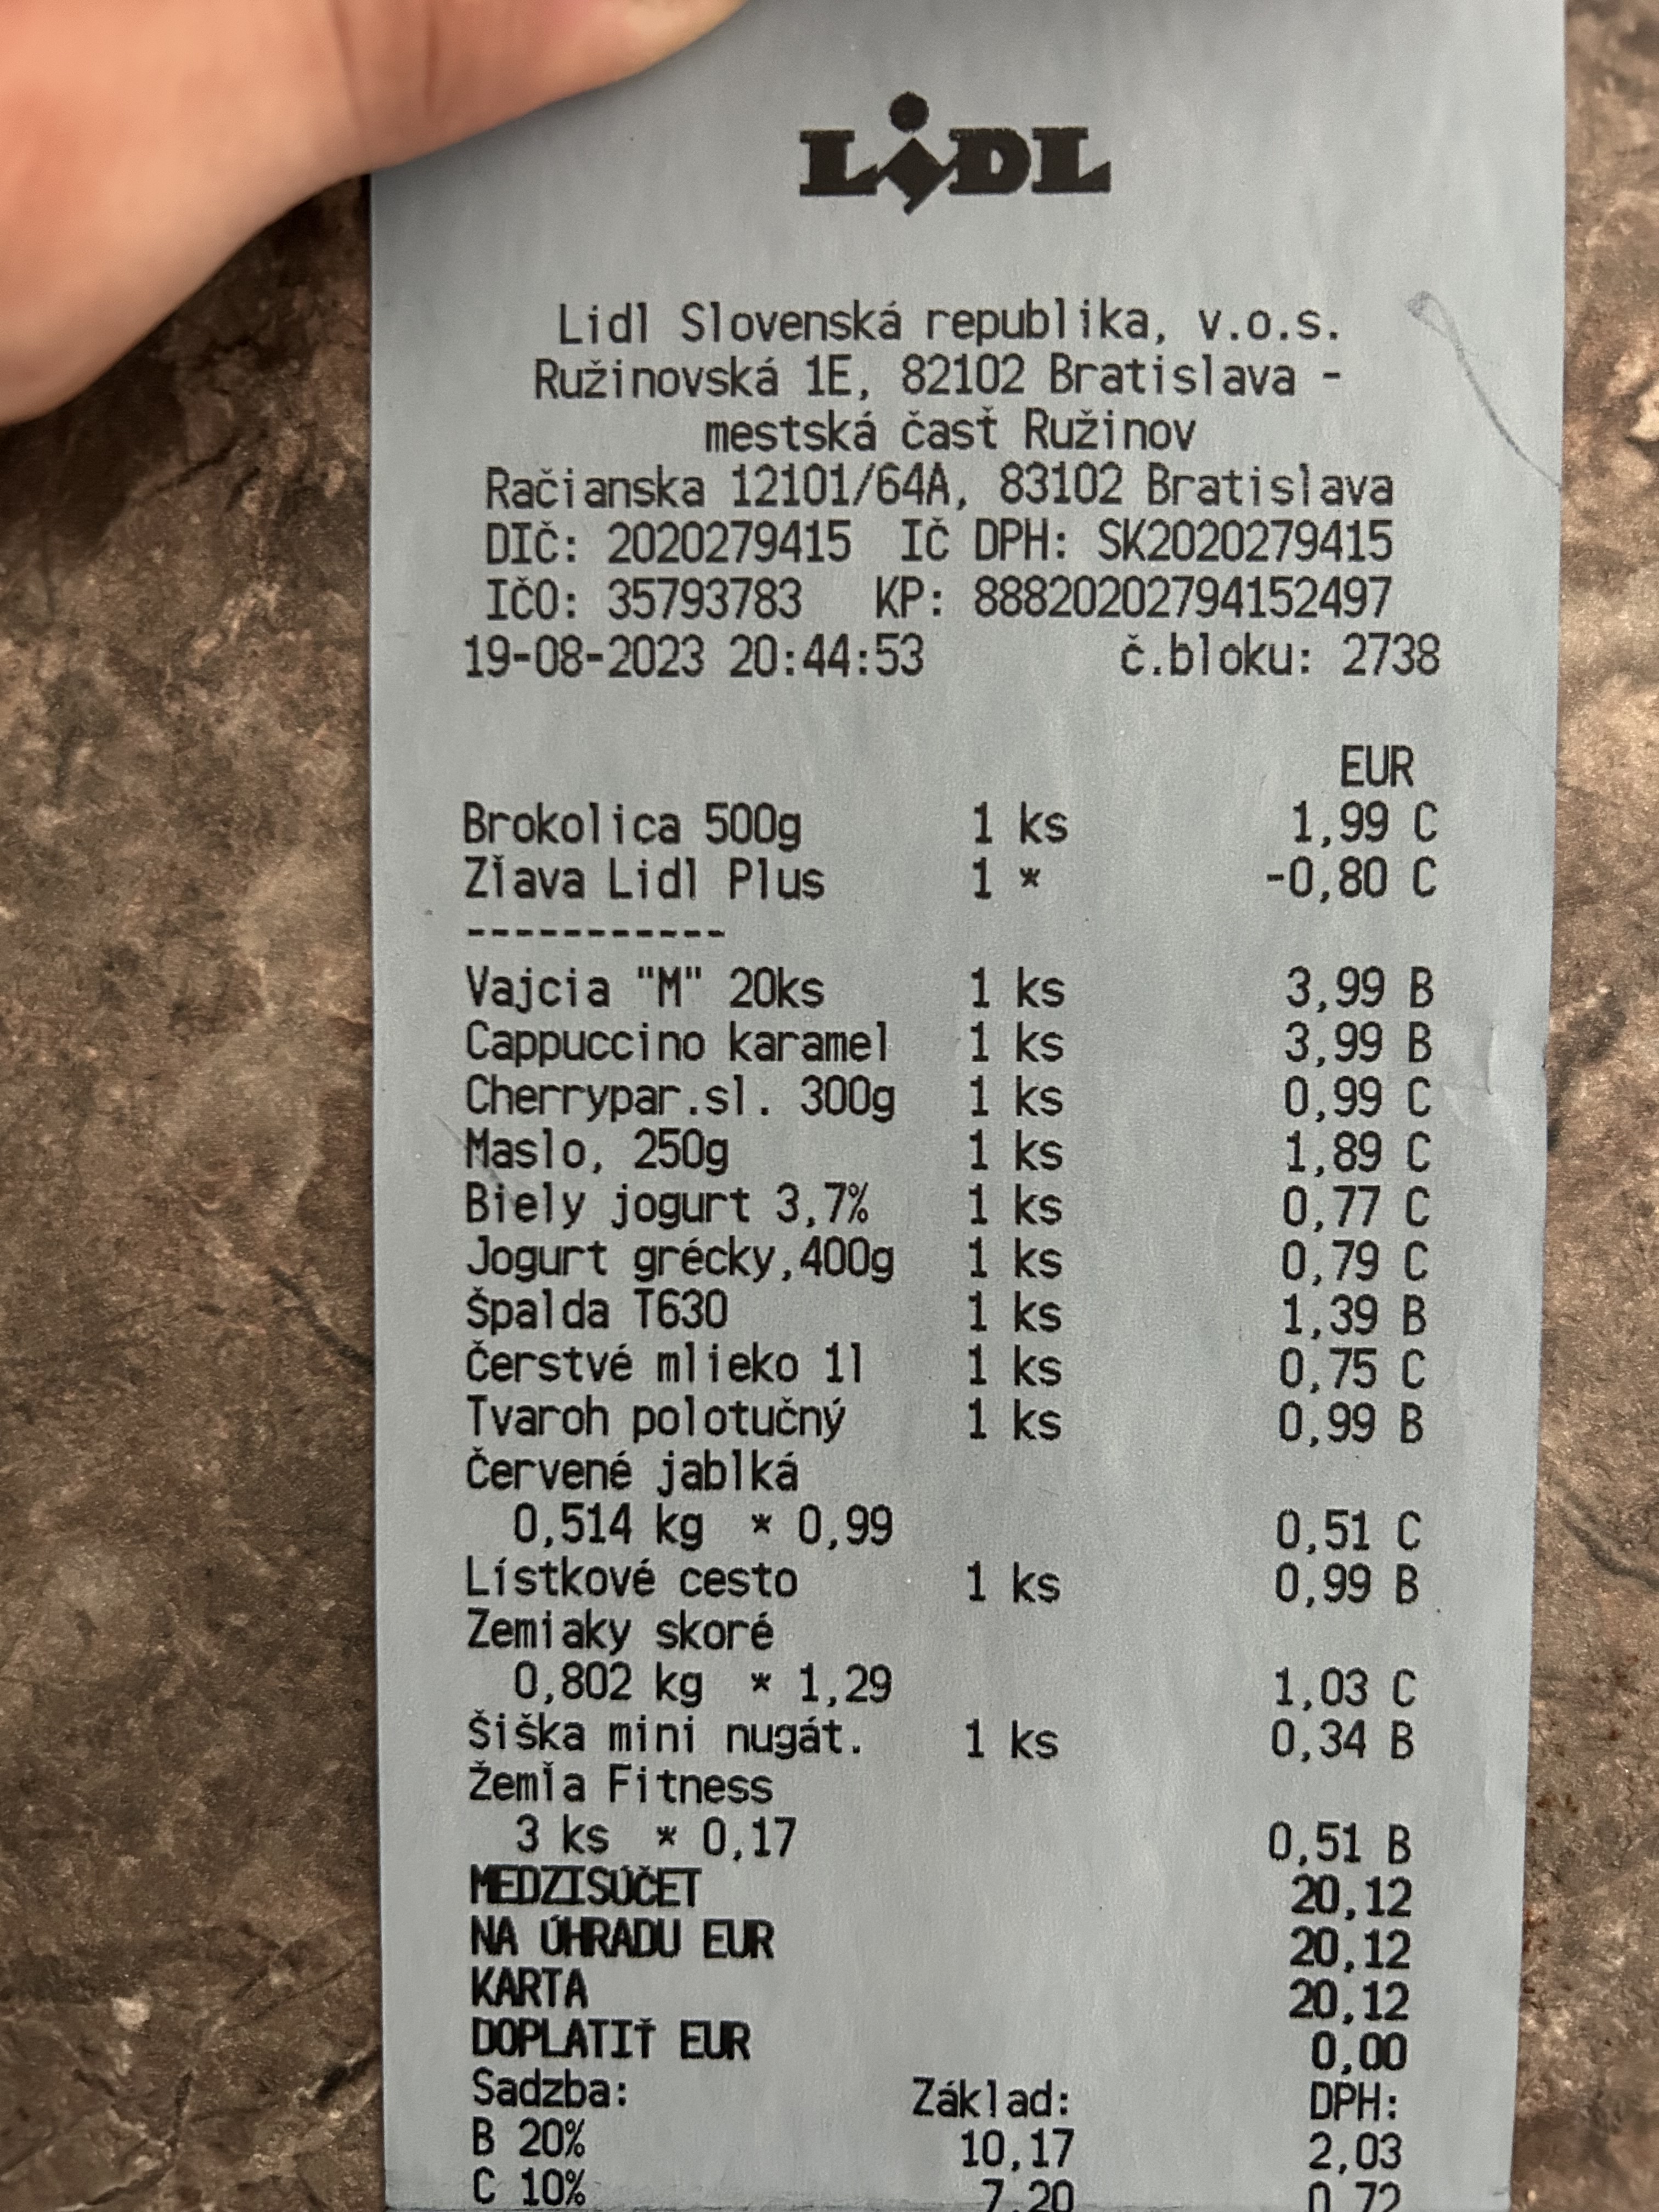 LIDL
Lidl Slovenská republika, v.o.s.
Ružinovská 1E, 82102 Bratislava -
mestská časť Ružinov
Račianska 12101/64A, 83102 Bratislava
DIČ: 2020279415 IČ DPH: SK2020279415
IČO: 35793783 KP: 88820202794152497
19-08-2023 20:44:53 č.bloku: 2738
EUR
Brokolica 500g 1 ks 1,99 C
Zľava Lidl Plus 1 * -0,80 C
-----------
Vajcia "M" 20ks 1 ks 3,99 B
Cappuccino karamel 1 ks 3,99 B
Cherrypar.sl. 300g 1 ks 0,99 C
Maslo, 250g 1 ks 1,89 C
Biely jogurt 3,7% 1 ks 0,77 C
Jogurt grécky,400g 1 ks 0,79 C
Špalda T630 1 ks 1,39 B
Čerstvé mlieko 1l 1 ks 0,75 C
Tvaroh polotučný 1 ks 0,99 B
Červené jablká
0,514 kg * 0,99 0,51 C
Lístkové cesto 1 ks 0,99 B
Zemiaky skoré
0,802 kg * 1,29 1,03 C
Šiška mini nugát. 1 ks 0,34 B
Žemľa Fitness
3 ks * 0,17 0,51 B
MEDZISÚČET 20,12
NA ÚHRADU EUR 20,12
KARTA 20,12
DOPLATIŤ EUR 0,00
Sadzba: Základ: DPH:
B 20% 10,17 2,03
C 10% 7,20 0,72